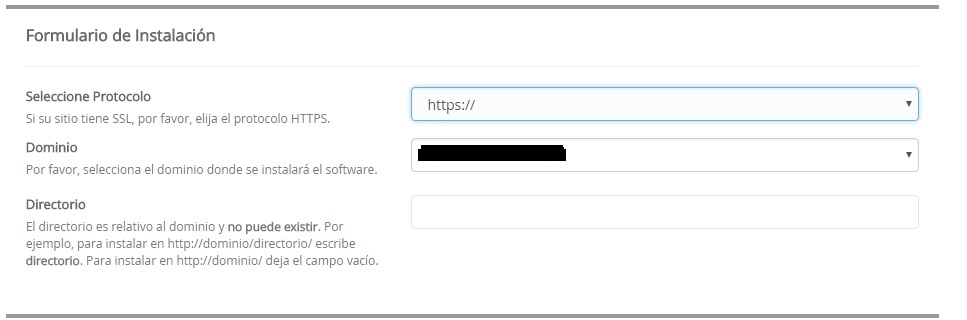 Formulario de Instalación
Seleccione Protocolo
https://
Si su sitio tiene SSL, por favor, elija el protocolo HTTPS.
Dominio
Por favor, selecciona el dominio donde se instalará el software.
Directorio
El directorio es relativo al dominio y no puede existir. Por
ejemplo, para instalar en http://dominio/directorio/ escribe
directorio. Para instalar en http://dominio/ deja el campo vacío.